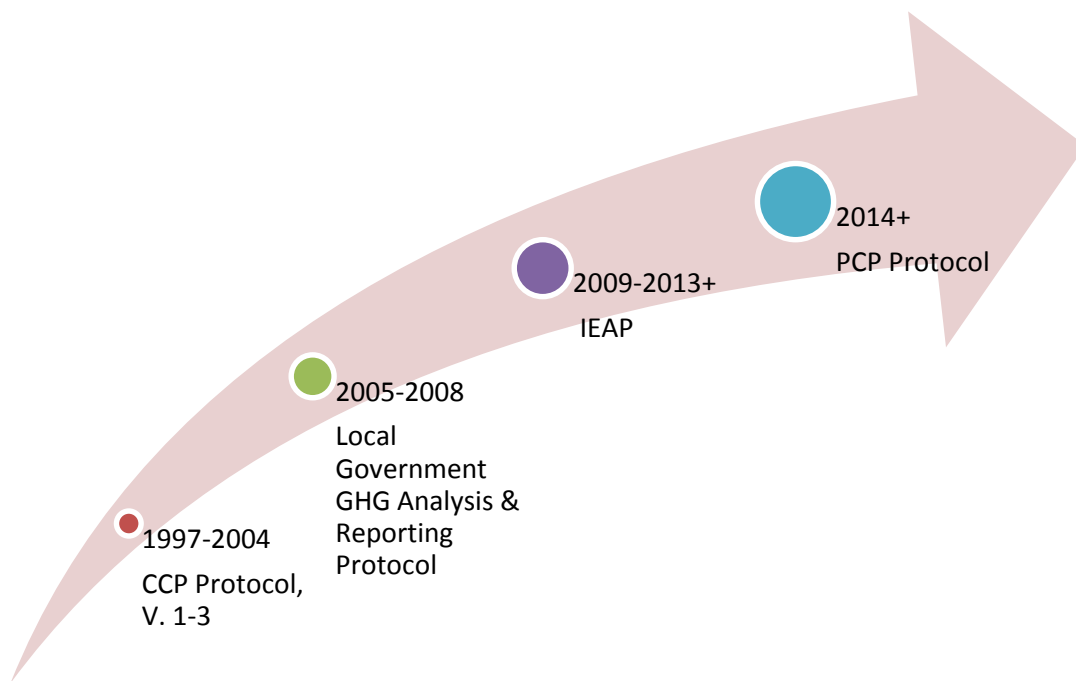 1997-2004
CCP Protocol,
V. 1-3
2005-2008
Local
Government
GHG Analysis &
Reporting
Protocol
2009-2013+
IEAP
2014+
PCP Protocol